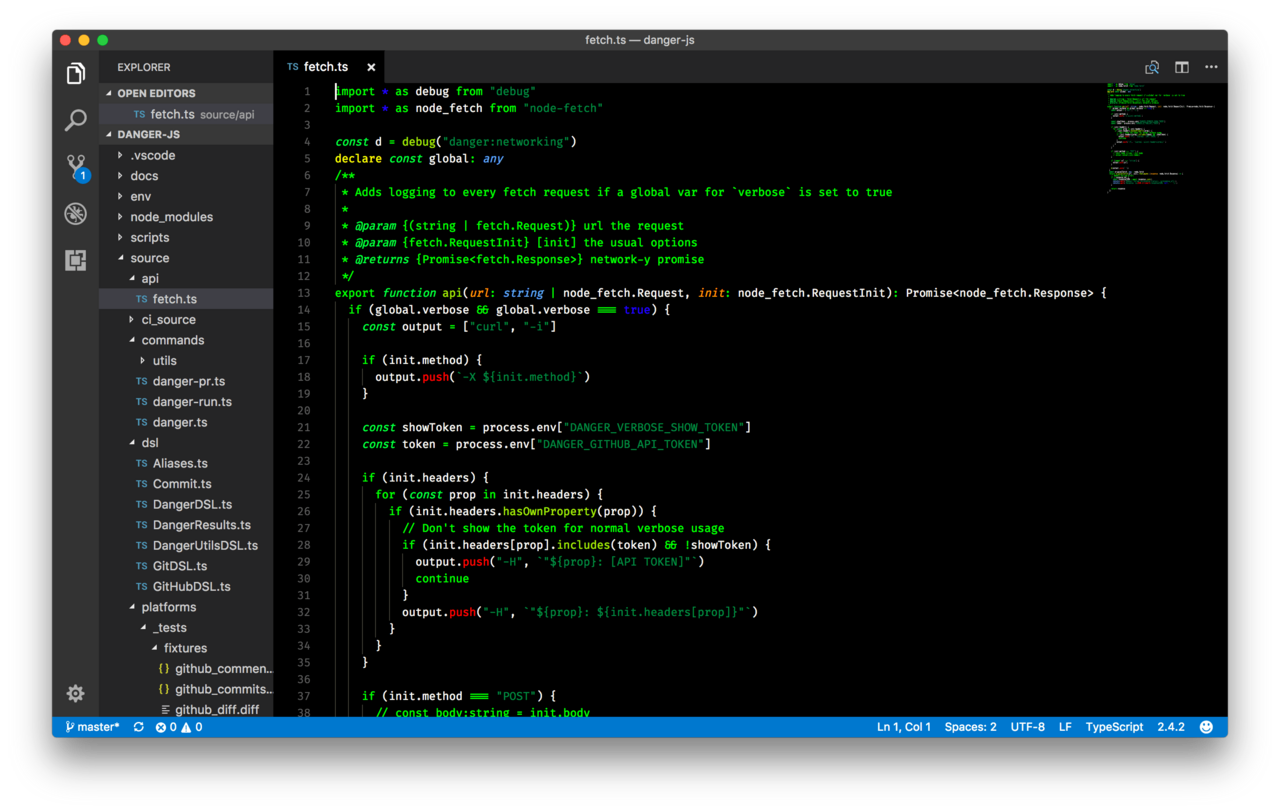 fetch.ts — danger-js
EXPLORER
OPEN EDITORS
TS fetch.ts source/api
DANGER-JS
.vscode
docs
env
node_modules
scripts
source
api
TS fetch.ts
ci_source
commands
utils
TS danger-pr.ts
TS danger-run.ts
TS danger.ts
dsl
TS Aliases.ts
TS Commit.ts
TS DangerDSL.ts
TS DangerResults.ts
TS DangerUtilsDSL.ts
TS GitDSL.ts
TS GitHubDSL.ts
platforms
_tests
fixtures
{} github_commen...
{} github_commits...
github_diff.diff
1
TS fetch.ts ×
1 import * as debug from "debug"
2 import * as node_fetch from "node-fetch"
3
4 const d = debug("danger:networking")
5 declare const global: any
6 /**
7 * Adds logging to every fetch request if a global var for `verbose` is set to true
8 *
9 * @param {(string | fetch.Request)} url the request
10 * @param {fetch.RequestInit} [init] the usual options
11 * @returns {Promise<fetch.Response>} network-y promise
12 */
13 export function api(url: string | node_fetch.Request, init: node_fetch.RequestInit): Promise<node_fetch.Response> {
14 if (global.verbose && global.verbose === true) {
15 const output = ["curl", "-i"]
16
17 if (init.method) {
18 output.push(`-X ${init.method}`)
19 }
20
21 const showToken = process.env["DANGER_VERBOSE_SHOW_TOKEN"]
22 const token = process.env["DANGER_GITHUB_API_TOKEN"]
23
24 if (init.headers) {
25 for (const prop in init.headers) {
26 if (init.headers.hasOwnProperty(prop)) {
27 // Don't show the token for normal verbose usage
28 if (init.headers[prop].includes(token) && !showToken) {
29 output.push("-H", `"${prop}: [API TOKEN]"`)
30 continue
31 }
32 output.push("-H", `"${prop}: ${init.headers[prop]}"`)
33 }
34 }
35 }
36
37 if (init.method === "POST") {
38 // const body:string = init.body
master* 0 0
Ln 1, Col 1 Spaces: 2 UTF-8 LF TypeScript 2.4.2